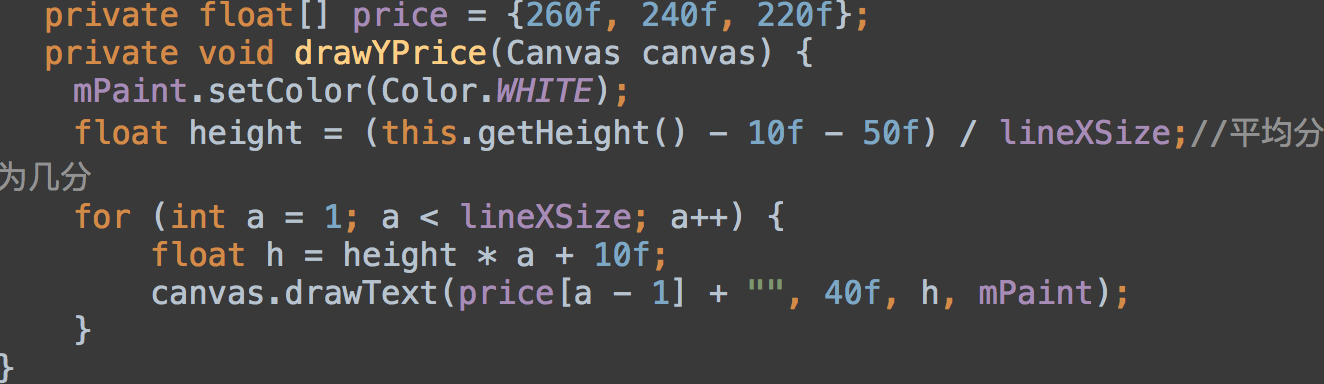 private float[] price = {260f, 240f, 220f};
private void drawYPrice(Canvas canvas) {
mPaint.setColor(Color.WHITE);
float height = (this.getHeight() - 10f - 50f) / lineXSize;//平均分
为几分
for (int a = 1; a < lineXSize; a++) {
float h = height * a + 10f;
canvas.drawText(price[a - 1] + "", 40f, h, mPaint);
}
}